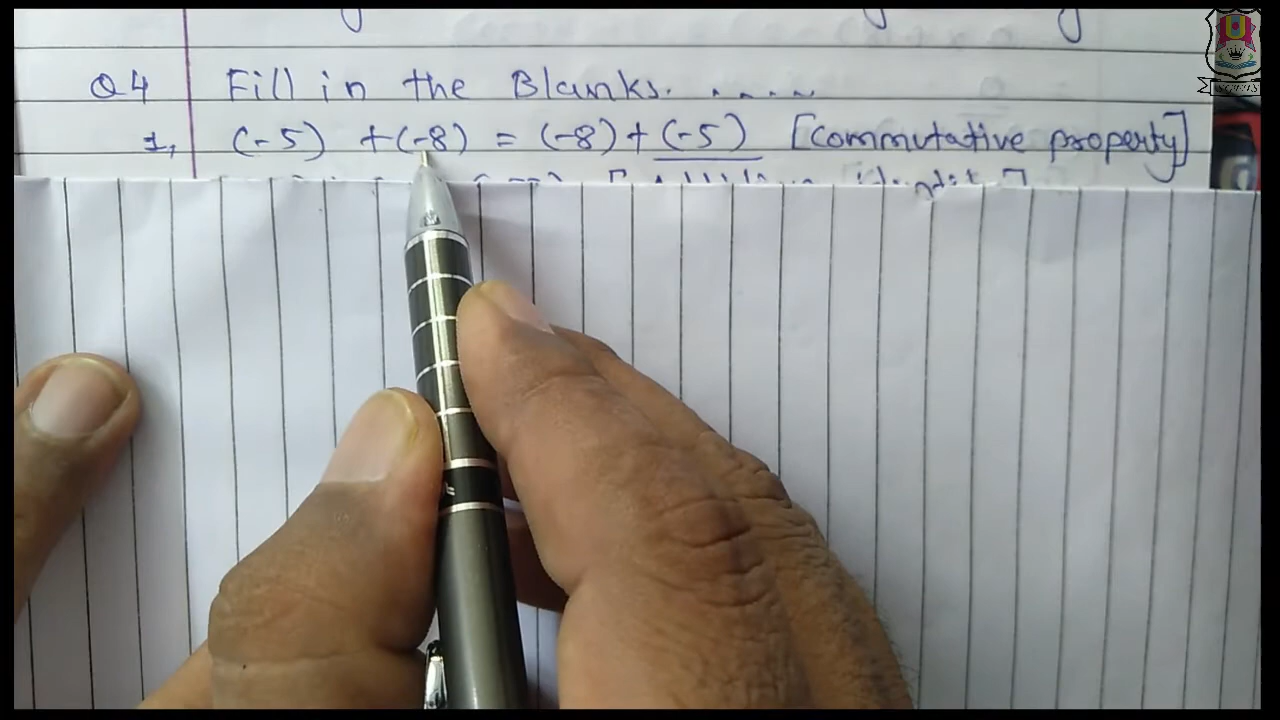 Q4 Fill in the Blanks. . . . .
1, (-5) +(-8) = (-8)+(-5) [Commutative property]